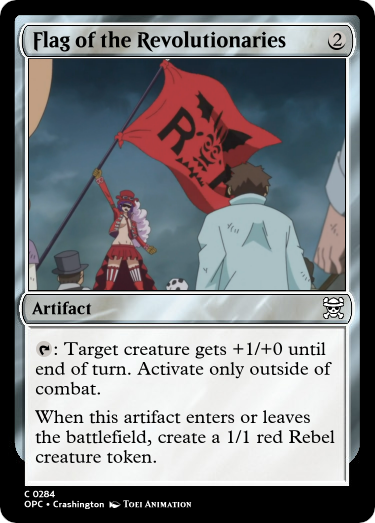 Flag of the Revolutionaries 2
R
Artifact
: Target creature gets +1/+0 until
end of turn. Activate only outside of
combat.
When this artifact enters or leaves
the battlefield, create a 1/1 red Rebel
creature token.
C 0284
OPC • Crashington Toei Animation